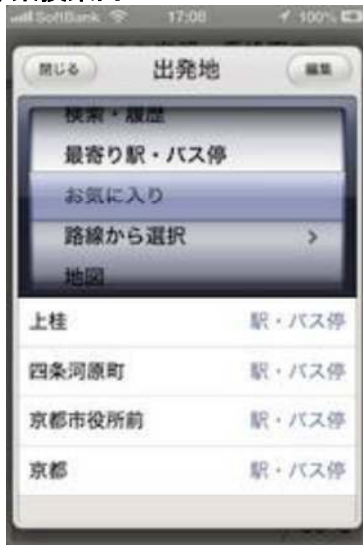 SoftBank 17:08 100%
閉じる 出発地 編集
検索・履歴
最寄り駅・バス停
お気に入り
路線から選択 >
地図
上桂 駅・バス停
四条河原町 駅・バス停
京都市役所前 駅・バス停
京都 駅・バス停